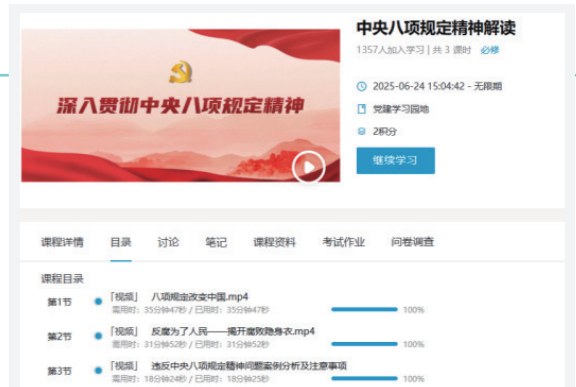 中央八项规定精神解读
1357人加入学习 | 共 3 课时 必修
深入贯彻中央八项规定精神
2025-06-24 15:04:42 - 无限期
党建学习园地
2积分
继续学习
课程详情 目录 讨论 笔记 课程资料 考试作业 问卷调查
课程目录
第1节 「视频」 八项规定改变中国.mp4
需用时：35分钟47秒 / 已用时：35分钟47秒 100%
第2节 「视频」 反腐为了人民——揭开腐败隐身衣.mp4
需用时：31分钟52秒 / 已用时：31分钟52秒 100%
第3节 「视频」 违反中央八项规定精神问题案例分析及注意事项
需用时：18分钟24秒 / 已用时：18分钟25秒 100%